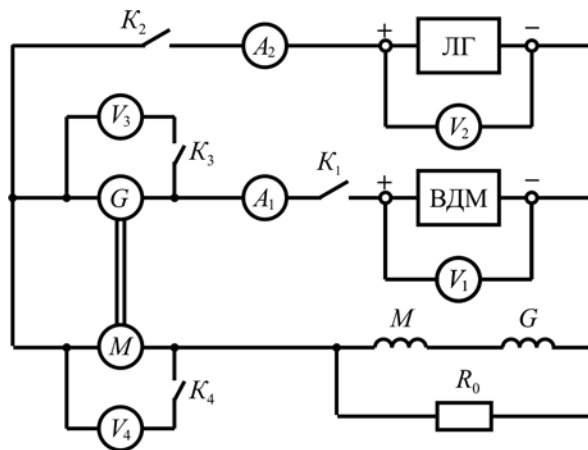 K₂ A₂ + ЛГ −
V₃ V₂
K₃ K₁
G A₁ + ВДМ −
V₁
M M G
K₄ R₀
V₄